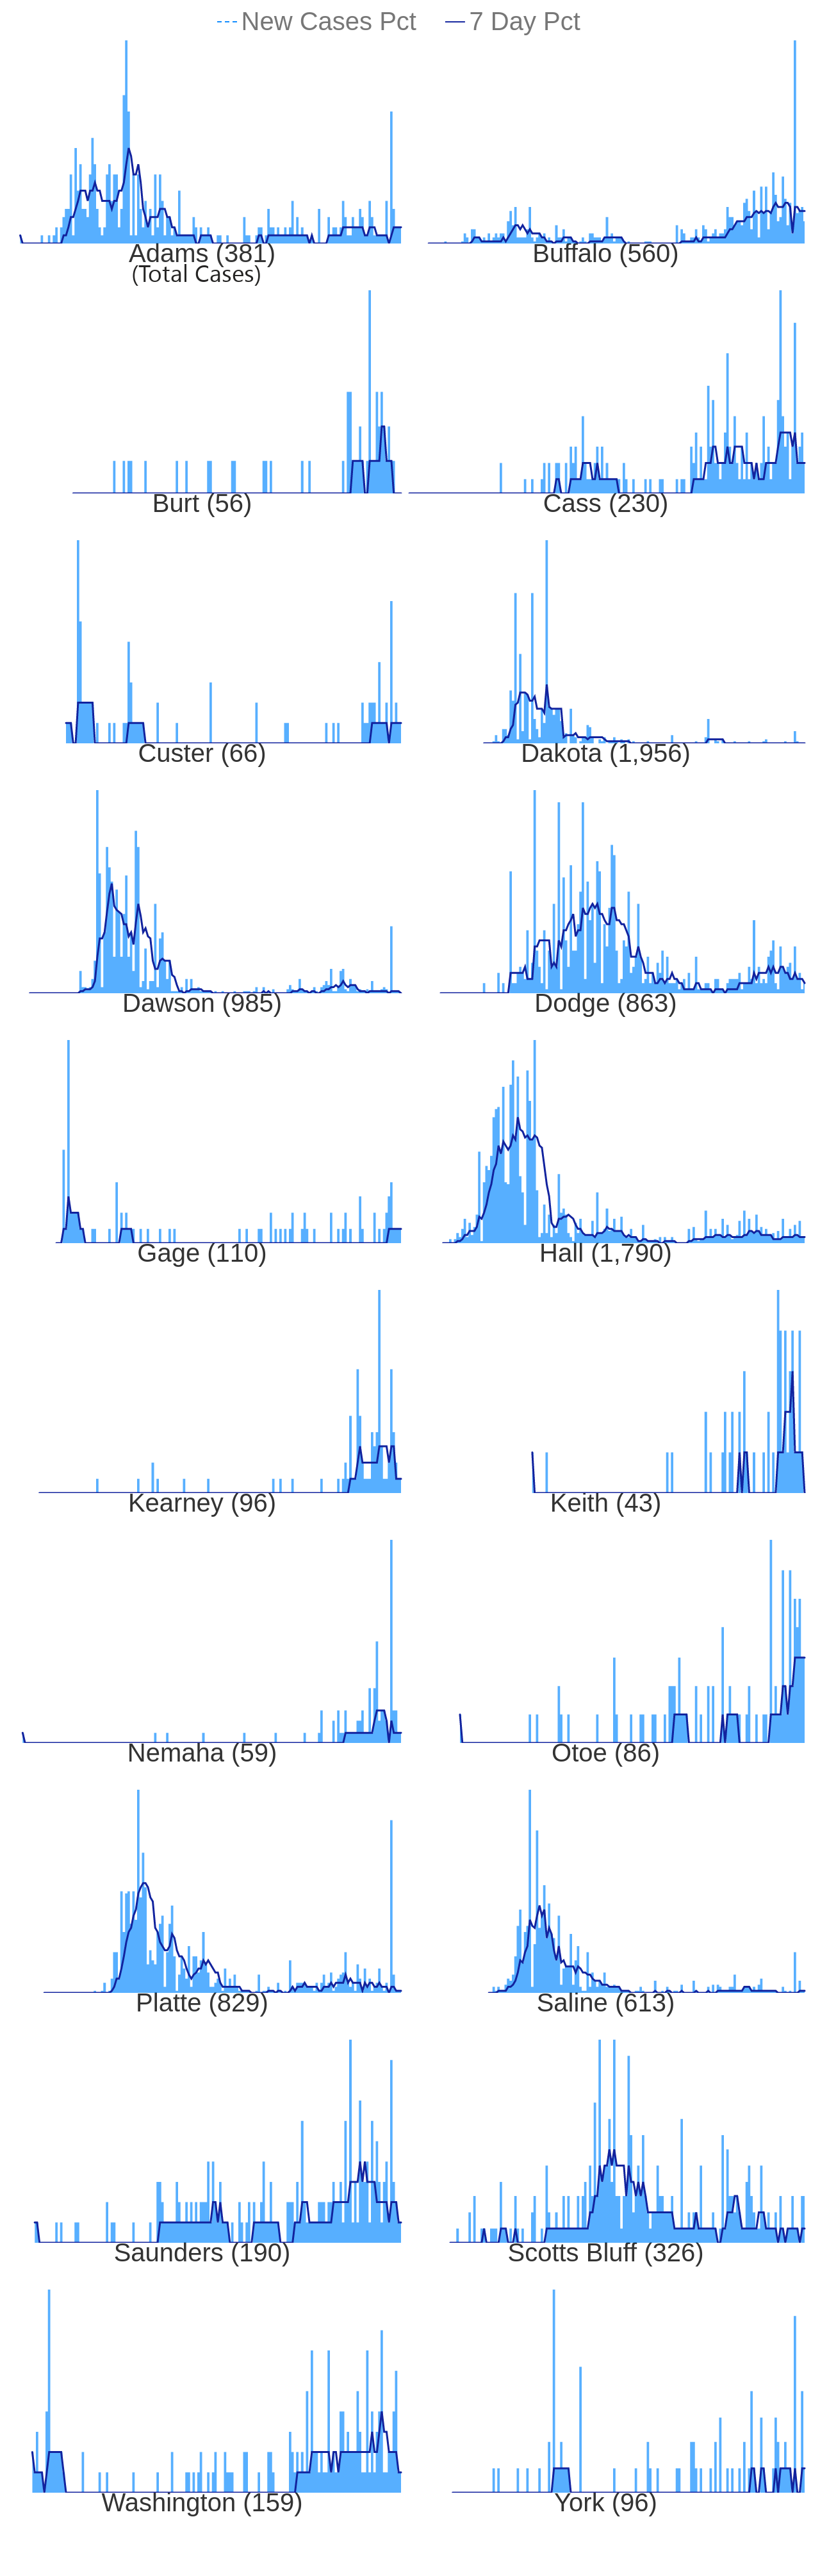 New Cases Pct 7 Day Pct
Adams (381) Buffalo (560)
(Total Cases)
Burt (56) Cass (230)
Custer (66) Dakota (1,956)
Dawson (985) Dodge (863)
Gage (110) Hall (1,790)
Kearney (96) Keith (43)
Nemaha (59) Otoe (86)
Platte (829) Saline (613)
Saunders (190) Scotts Bluff (326)
Washington (159) York (96)